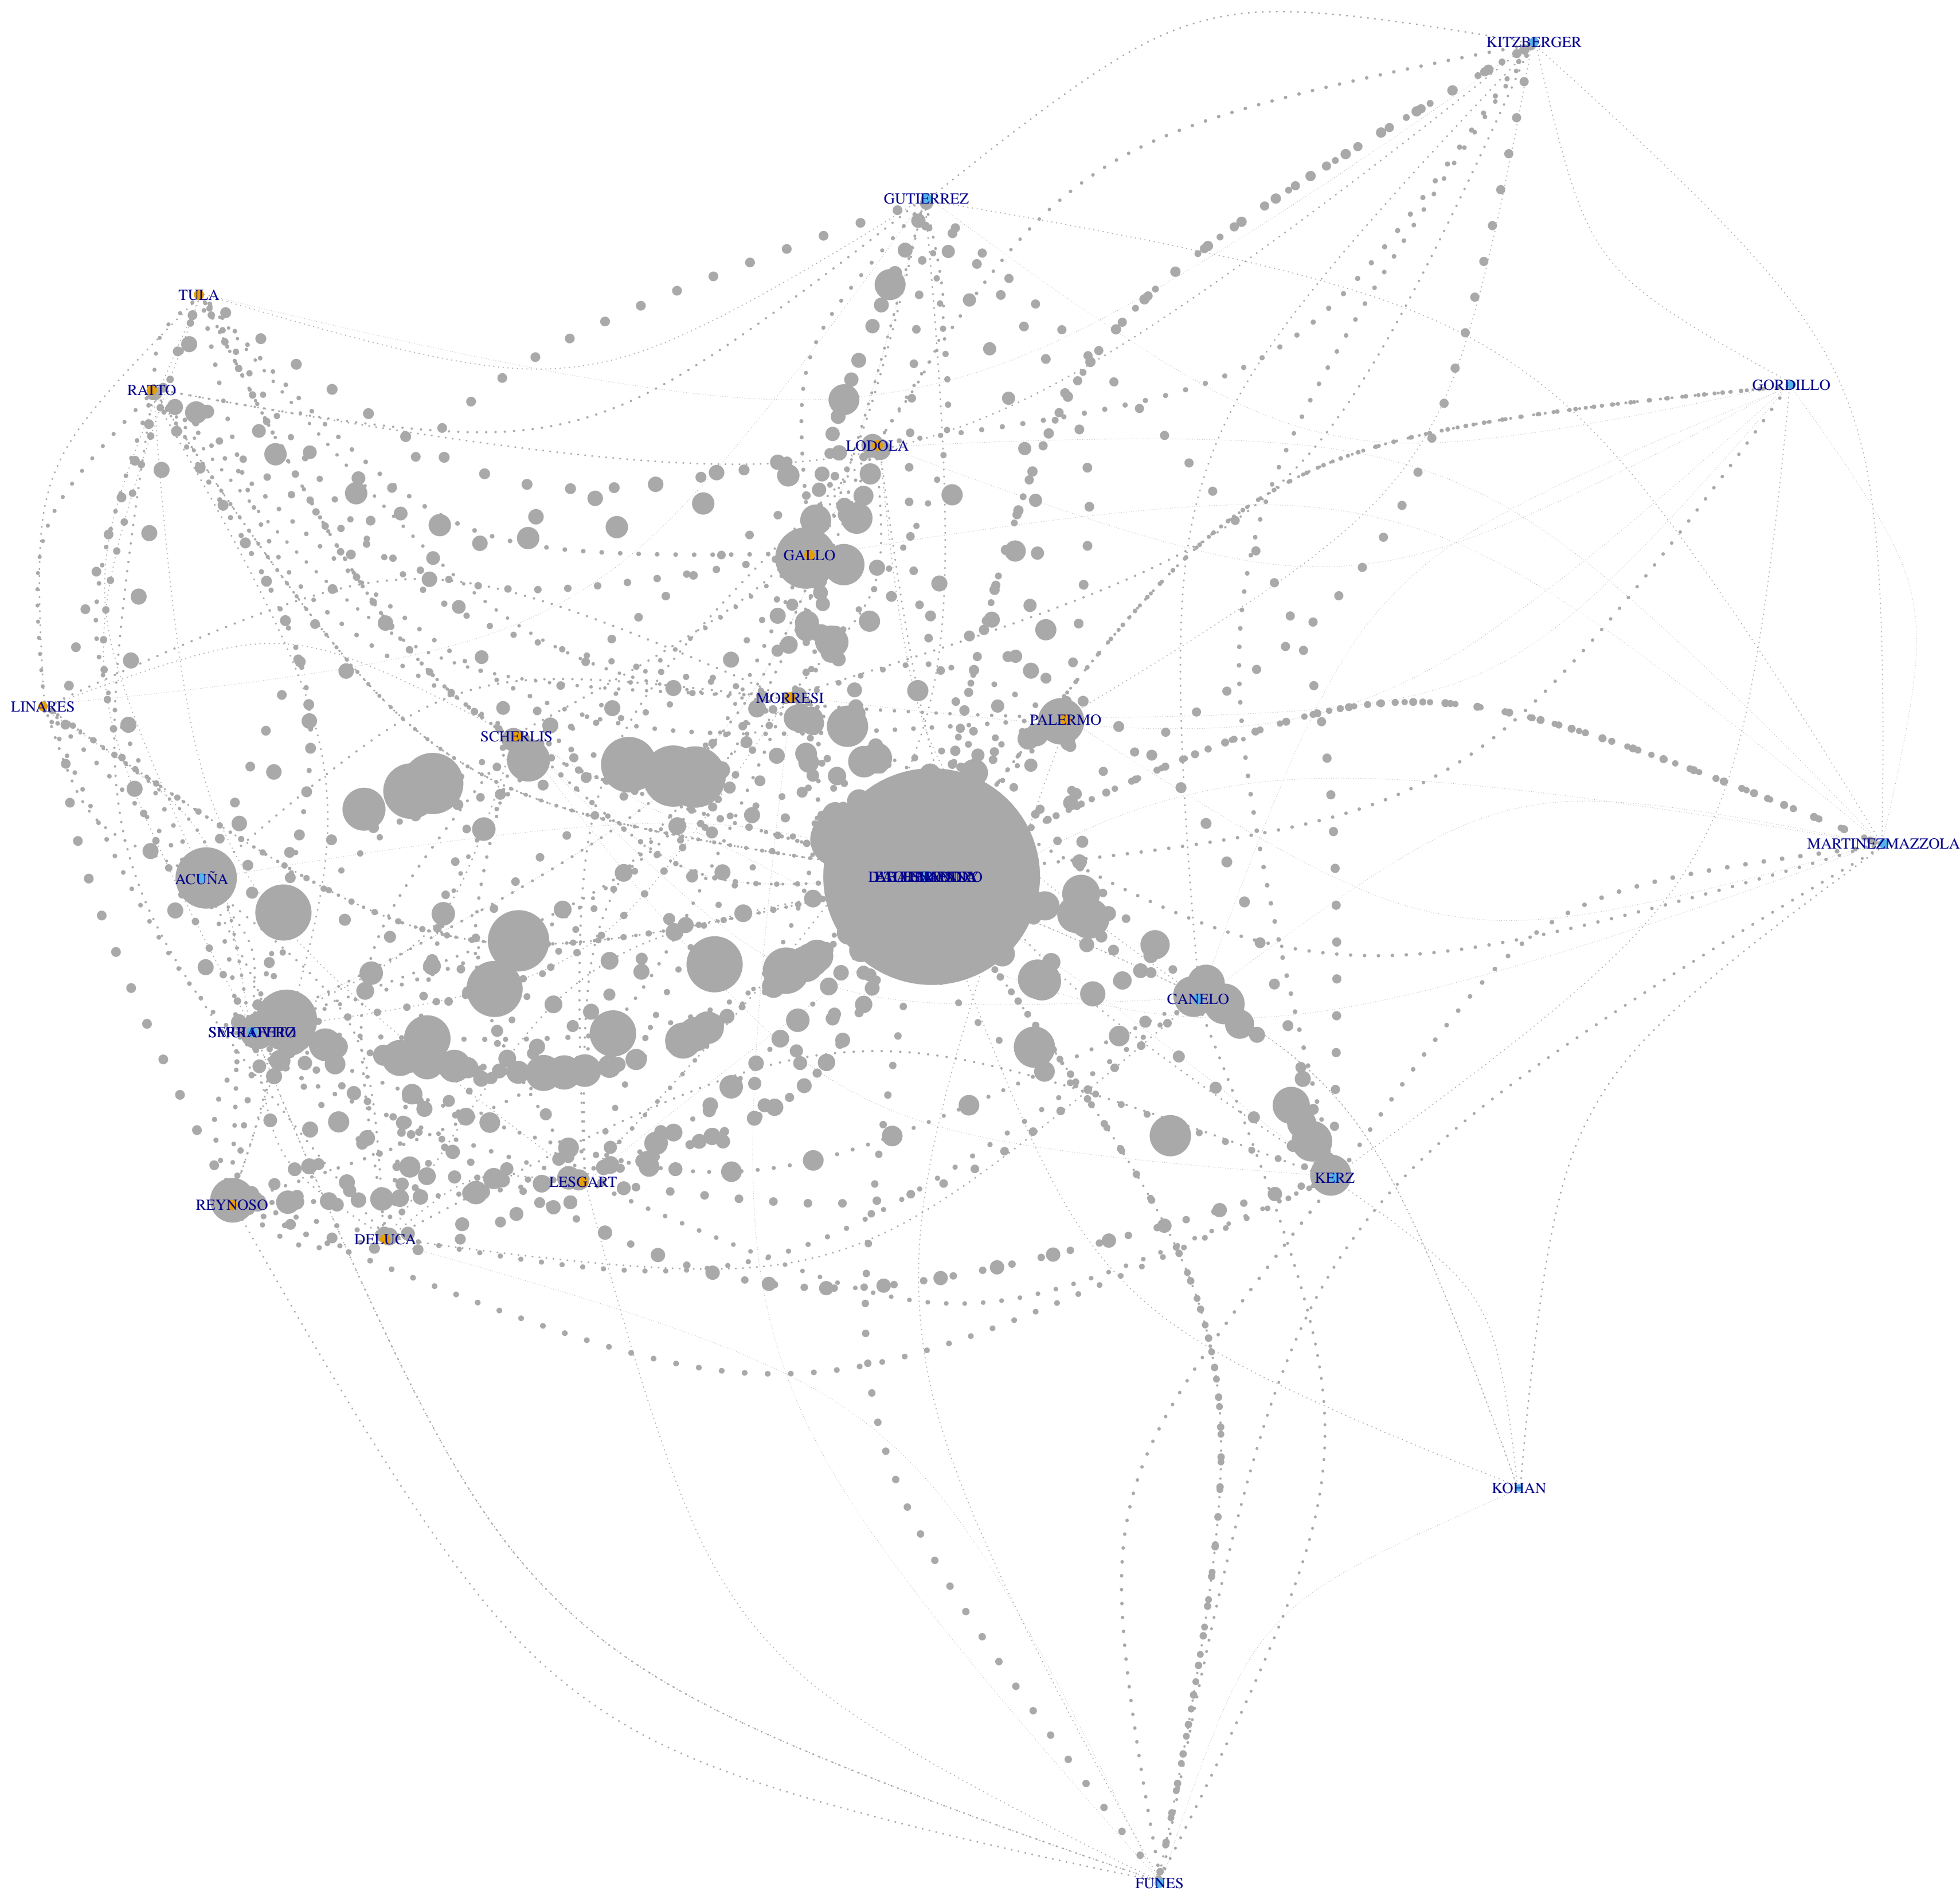 KITZBERGER
GUTIERREZ
TULA
GORDILLO
RATTO
LODOLA
GALLO
MORRESI
LINARES
PALERMO
SCHERLIS
MARTINEZMAZZOLA
ACUÑA
CANELO
KERZ
LESGART
REYNOSO
DELUCA
KOHAN
FUNES